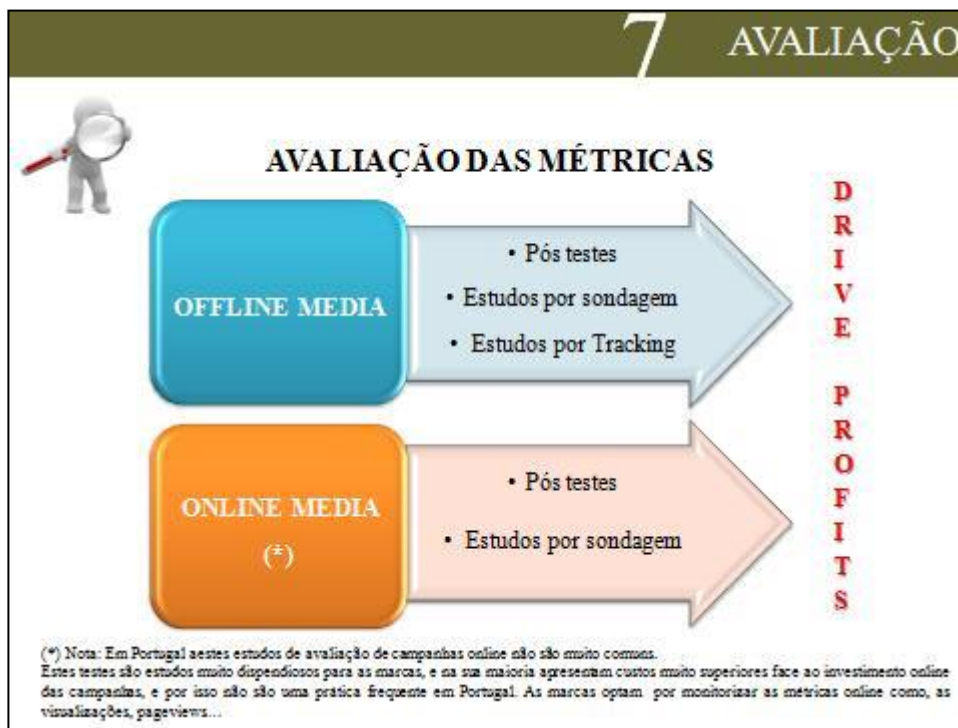 7 AVALIAÇÃO
AVALIAÇÃO DAS MÉTRICAS
OFFLINE MEDIA
• Pós testes
• Estudos por sondagem
• Estudos por Tracking
ONLINE MEDIA
(*)
• Pós testes
• Estudos por sondagem
DRIVE PROFITS
(*) Nota: Em Portugal aestes estudos de avaliação de campanhas online não são muito comuns.
Estes testes são estudos muito dispendiosos para as marcas, e na sua maioria apresentam custos muito superiores face ao investimento online
das campanhas, e por isso não são uma prática frequente em Portugal. As marcas optam por monitorizar as métricas online como, as
visualizações, pageviews...